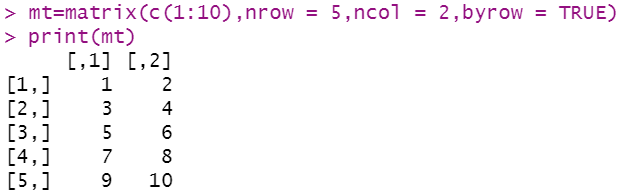 > mt=matrix(c(1:10),nrow = 5,ncol = 2,byrow = TRUE)
> print(mt)
     [,1] [,2]
[1,]    1    2
[2,]    3    4
[3,]    5    6
[4,]    7    8
[5,]    9   10